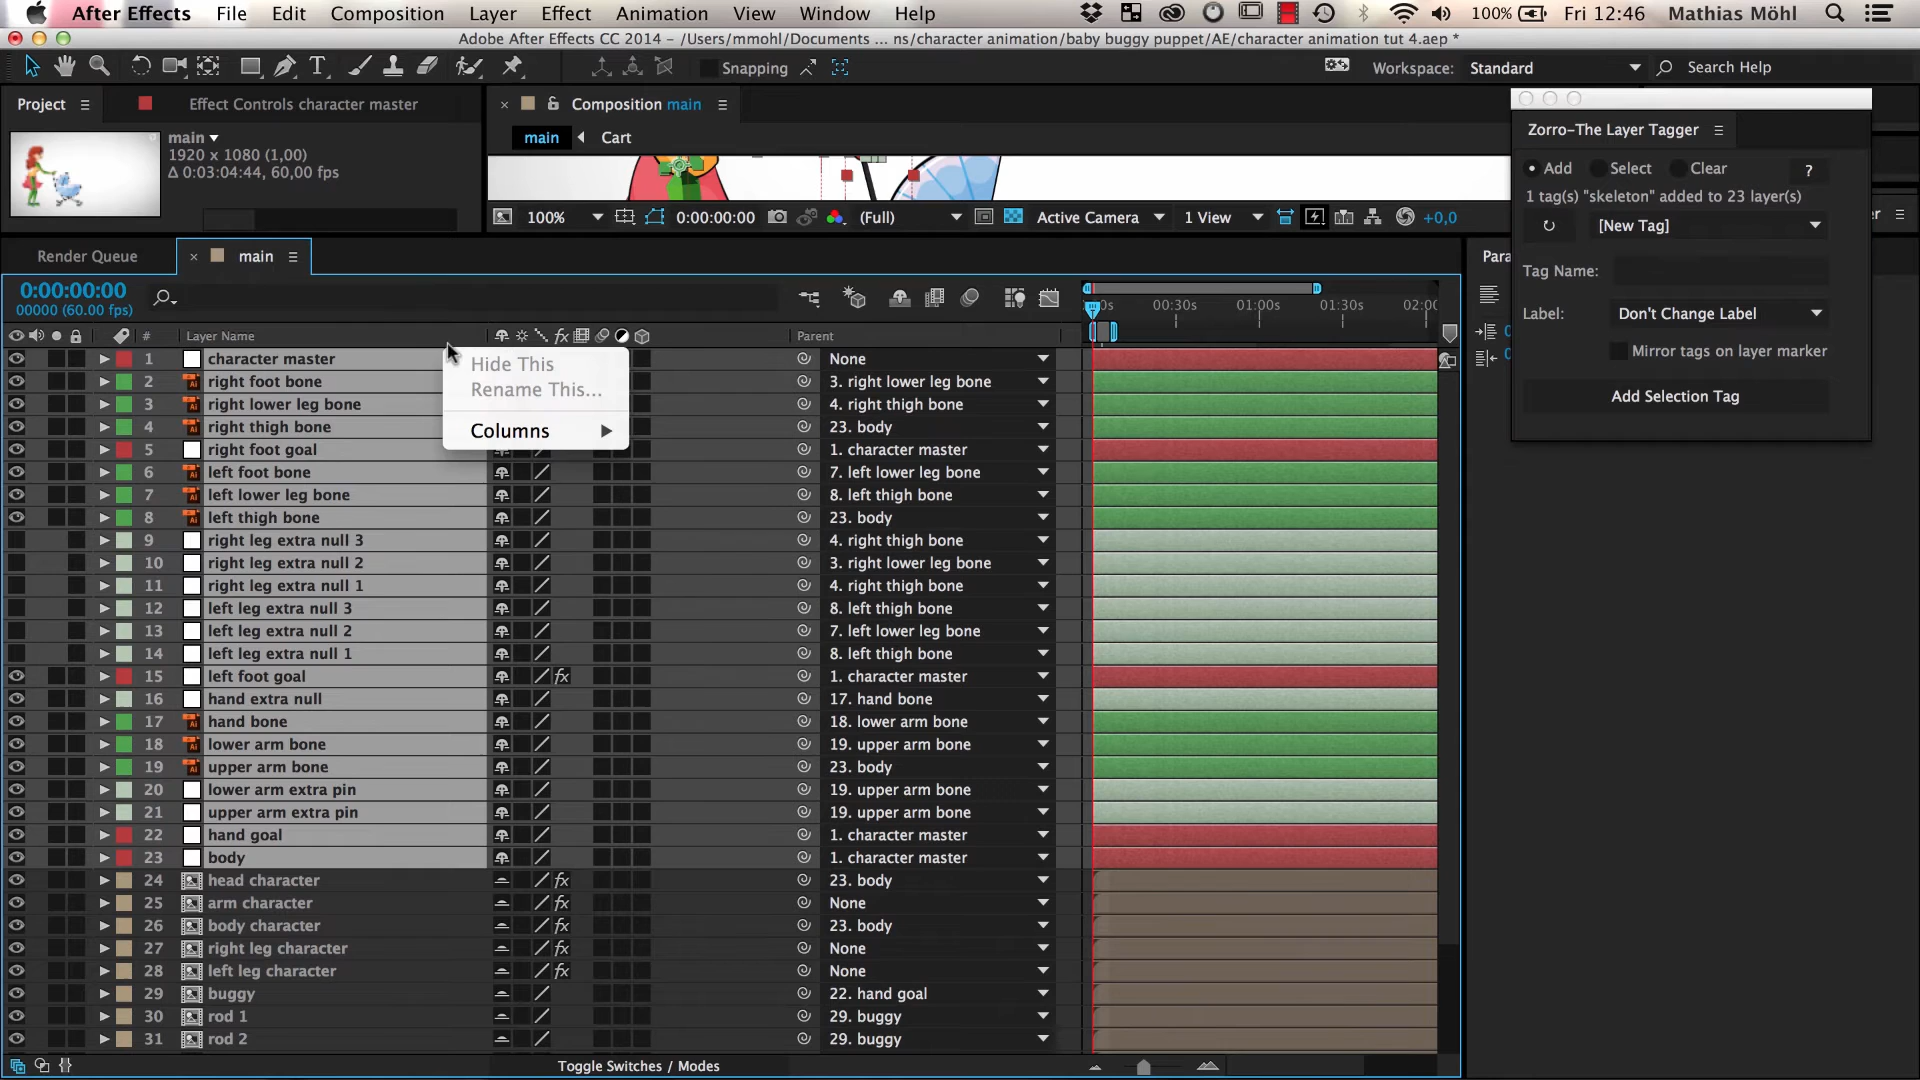 After Effects File Edit Composition Layer Effect Animation View Window Help 100% Fri 12:46 Mathias Möhl
Adobe After Effects CC 2014 – /Users/mmohl/Documents ... ns/character animation/baby buggy puppet/AE/character animation tut 4.aep *
Snapping Workspace: Standard Search Help
Project Effect Controls character master Composition main
main
1920 x 1080 (1,00)
Δ 0:03:04:44, 60,00 fps
main Cart
100% 0:00:00:00 (Full) Active Camera 1 View +0,0
Zorro-The Layer Tagger
Add Select Clear ?
1 tag(s) "skeleton" added to 23 layer(s)
[New Tag]
Tag Name:
Label: Don't Change Label
Mirror tags on layer marker
Add Selection Tag
Render Queue main
0:00:00:00
00000 (60.00 fps)
00:30s 01:00s 01:30s
# Layer Name fx Parent
Hide This
Rename This...
Columns
1 character master None
2 right foot bone 3. right lower leg bone
3 right lower leg bone 4. right thigh bone
4 right thigh bone 23. body
5 right foot goal 1. character master
6 left foot bone 7. left lower leg bone
7 left lower leg bone 8. left thigh bone
8 left thigh bone 23. body
9 right leg extra null 3 4. right thigh bone
10 right leg extra null 2 3. right lower leg bone
11 right leg extra null 1 4. right thigh bone
12 left leg extra null 3 8. left thigh bone
13 left leg extra null 2 7. left lower leg bone
14 left leg extra null 1 8. left thigh bone
15 left foot goal fx 1. character master
16 hand extra null 17. hand bone
17 hand bone 18. lower arm bone
18 lower arm bone 19. upper arm bone
19 upper arm bone 23. body
20 lower arm extra pin 19. upper arm bone
21 upper arm extra pin 19. upper arm bone
22 hand goal 1. character master
23 body 1. character master
24 head character fx 23. body
25 arm character fx None
26 body character fx 23. body
27 right leg character fx None
28 left leg character fx None
29 buggy 22. hand goal
30 rod 1 29. buggy
31 rod 2 29. buggy
Toggle Switches / Modes